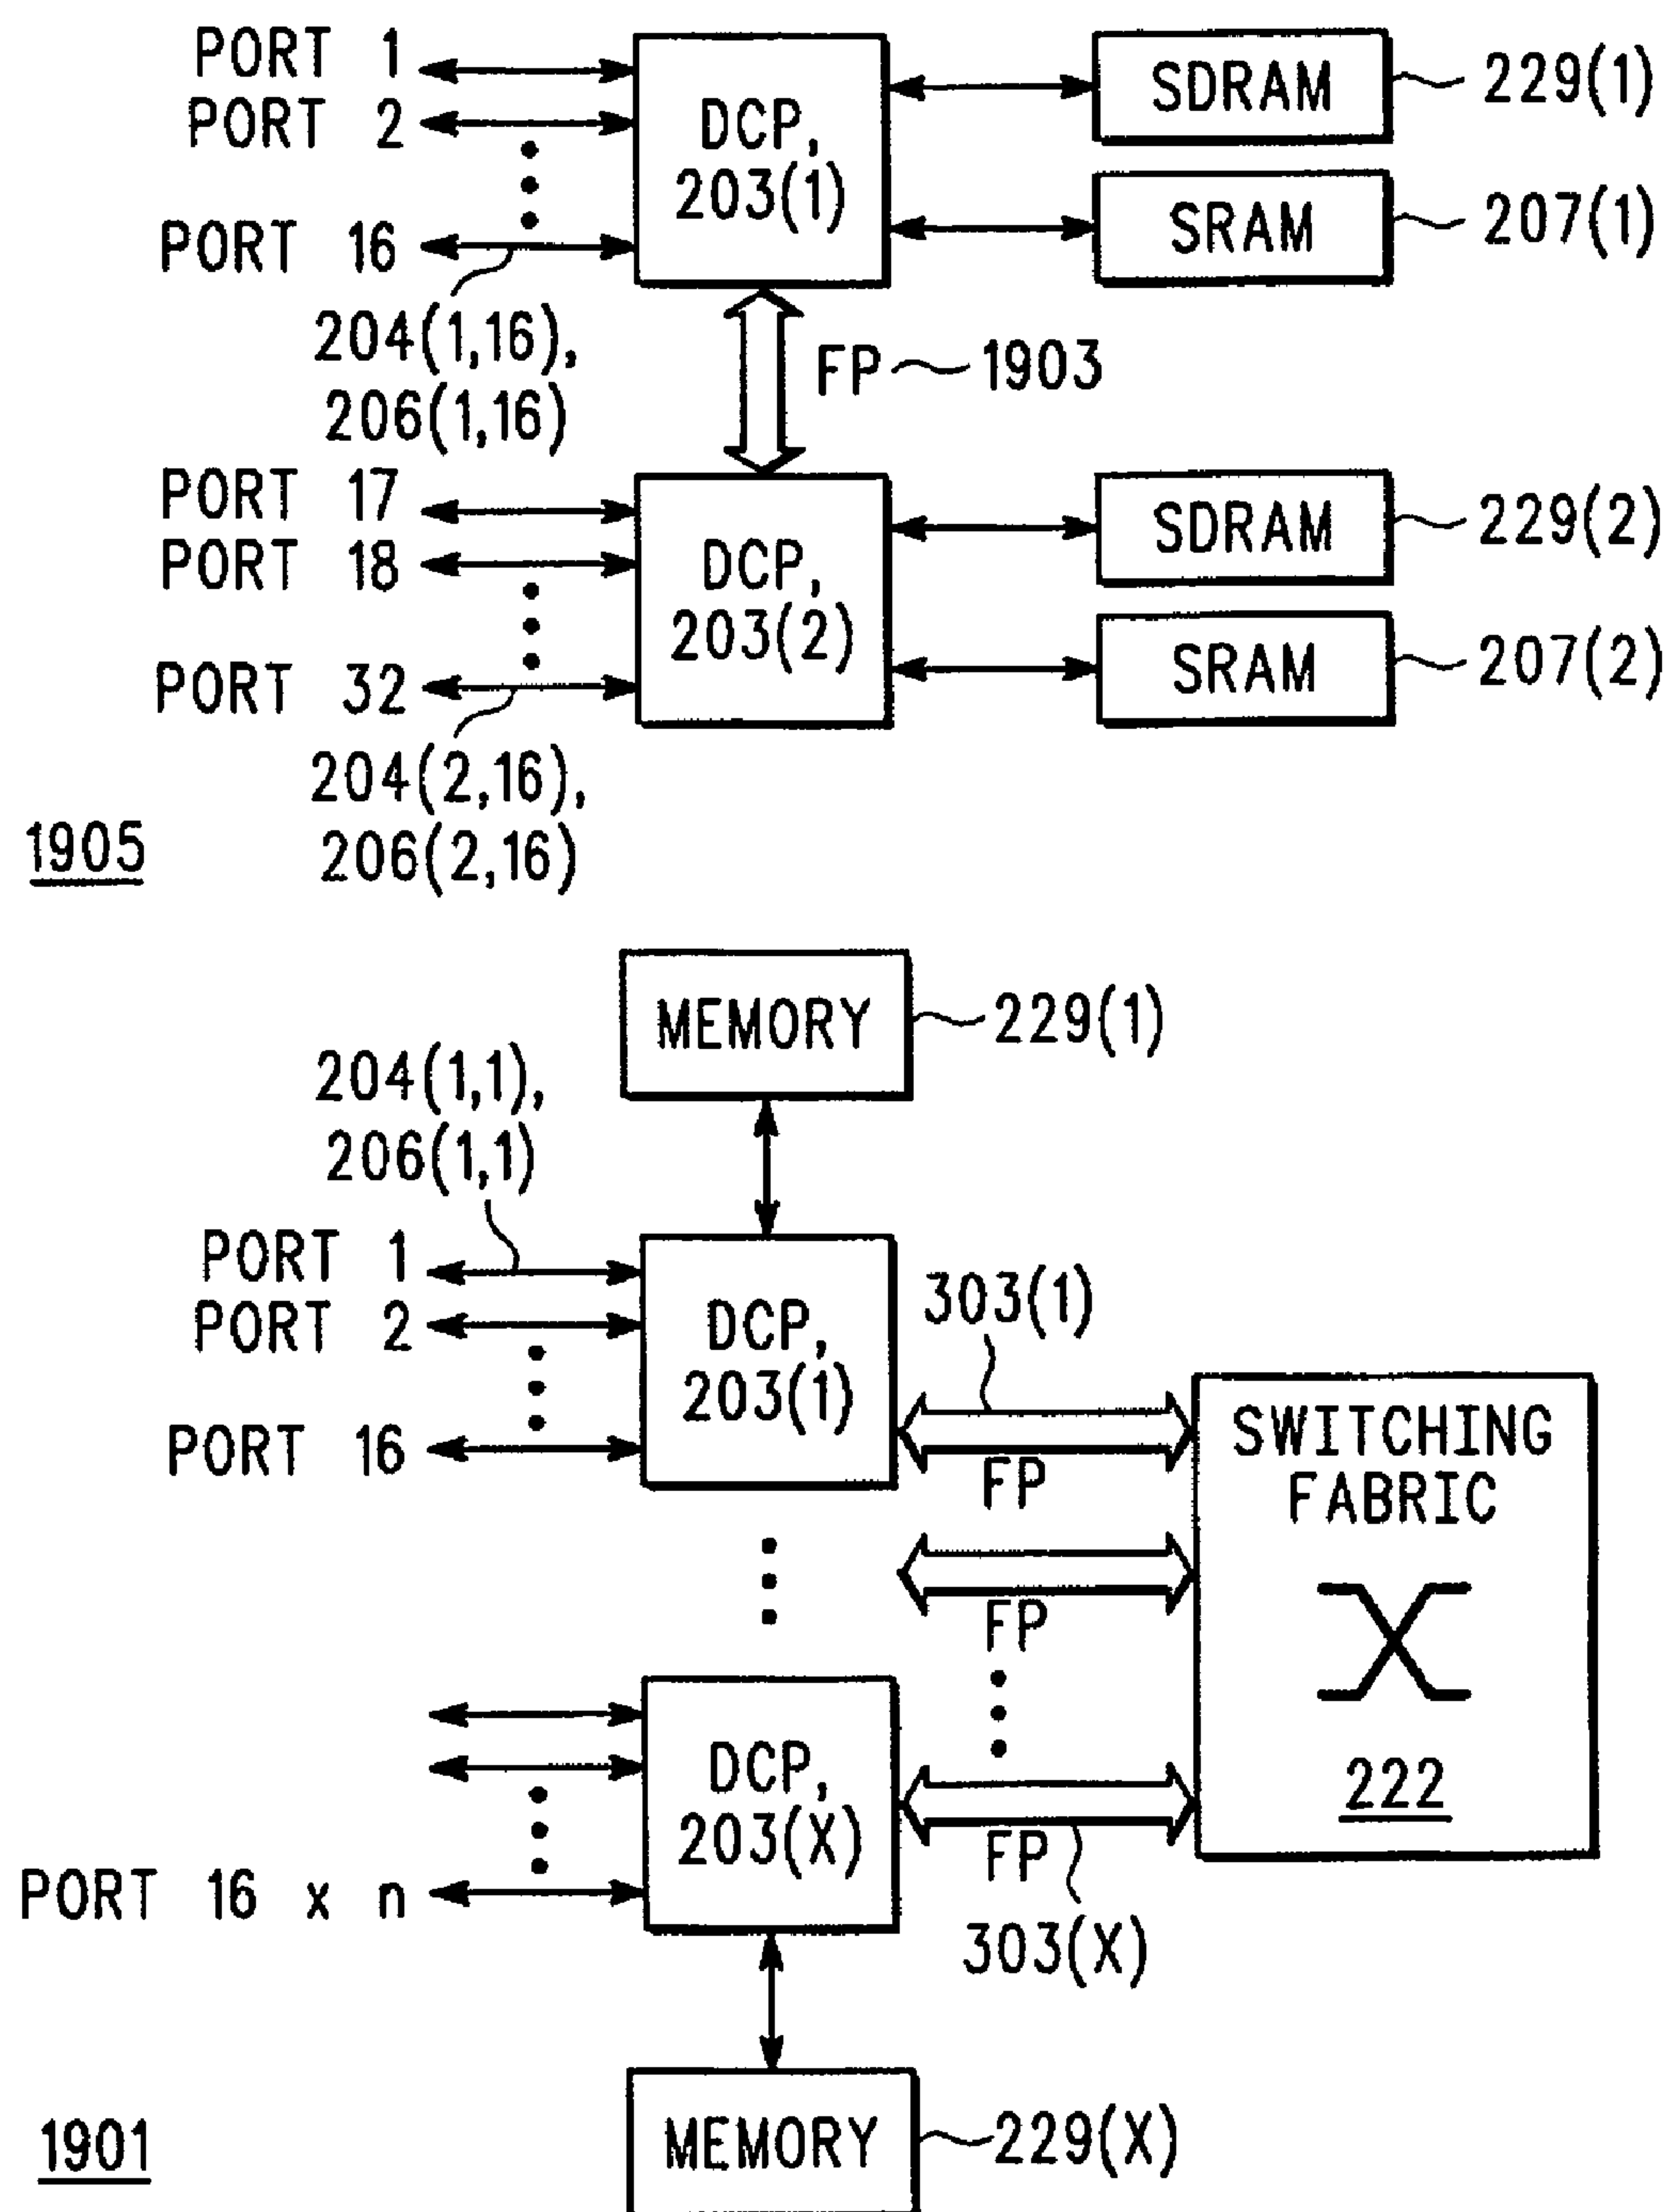 PORT 1
PORT 2
PORT 16
204(1,16),
206(1,16)
DCP,
203(1)
SDRAM
229(1)
SRAM
207(1)
FP
1903
PORT 17
PORT 18
PORT 32
204(2,16),
206(2,16)
DCP,
203(2)
SDRAM
229(2)
SRAM
207(2)
1905
MEMORY
229(1)
204(1,1),
206(1,1)
PORT 1
PORT 2
PORT 16
DCP,
203(1)
303(1)
FP
FP
SWITCHING
FABRIC
222
DCP,
203(X)
FP
303(X)
PORT 16 x n
MEMORY
229(X)
1901